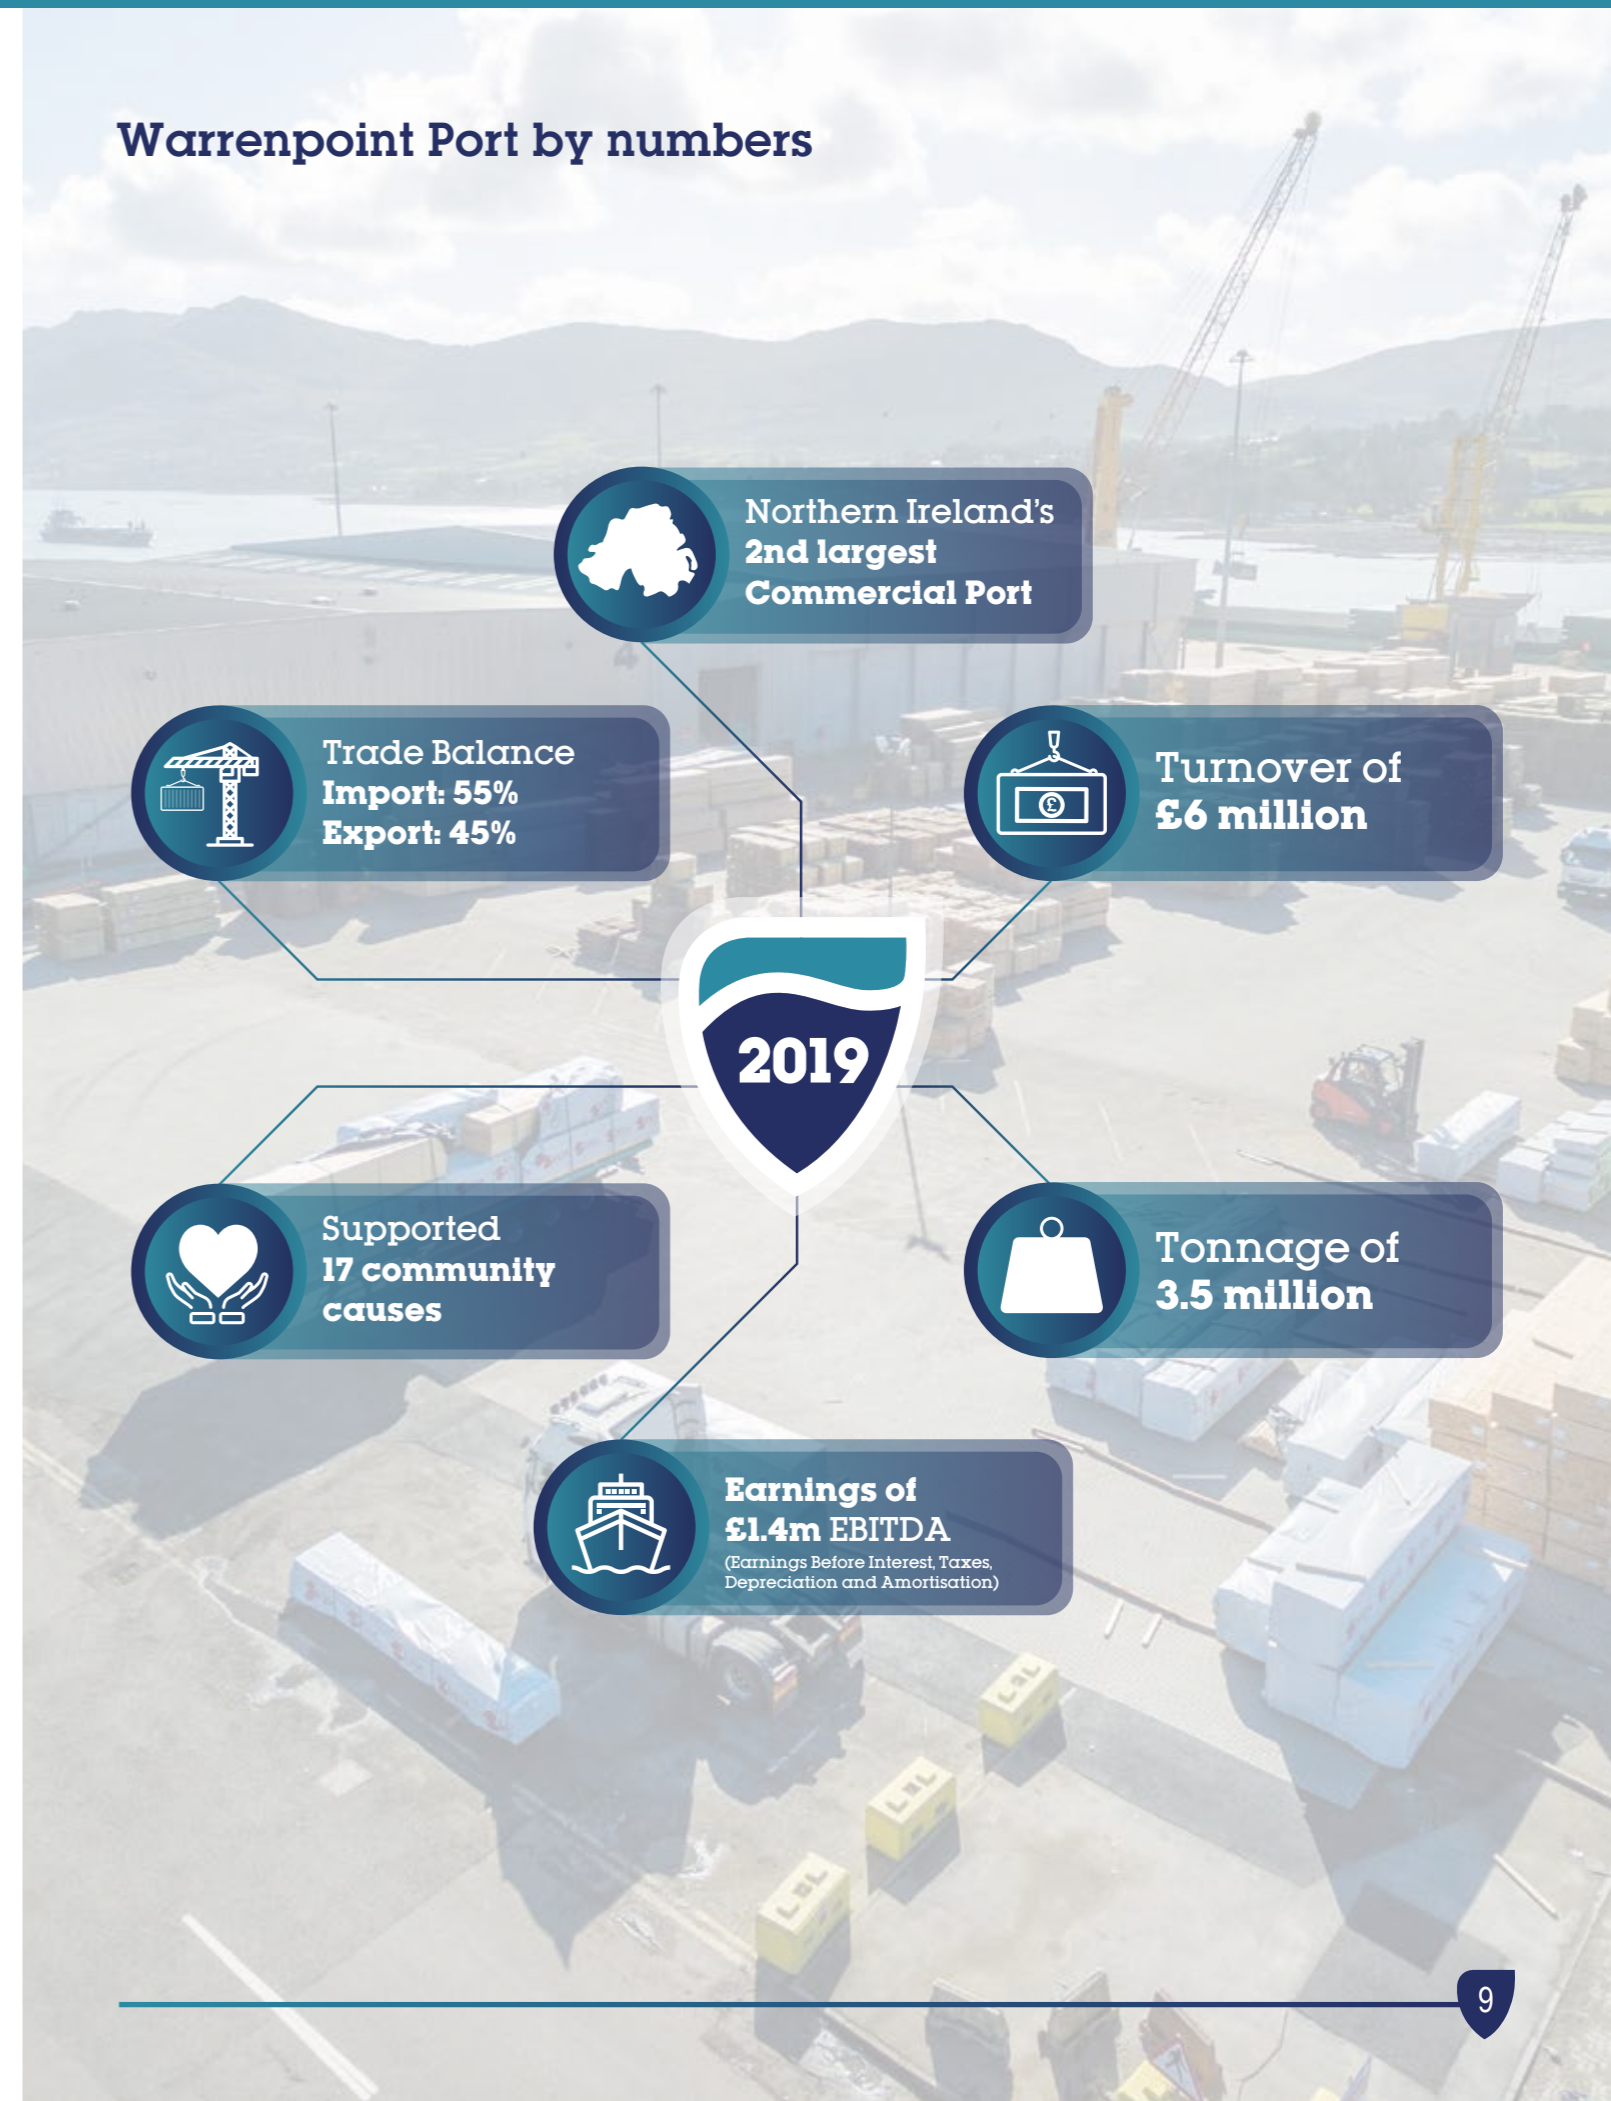 Warrenpoint Port by numbers
Northern Ireland's
2nd largest
Commercial Port
Trade Balance
Import: 55%
Export: 45%
£
Turnover of
£6 million
2019
Supported
17 community
causes
Tonnage of
3.5 million
Earnings of
£1.4m EBITDA
(Earnings Before Interest, Taxes,
Depreciation and Amortisation)
4
9